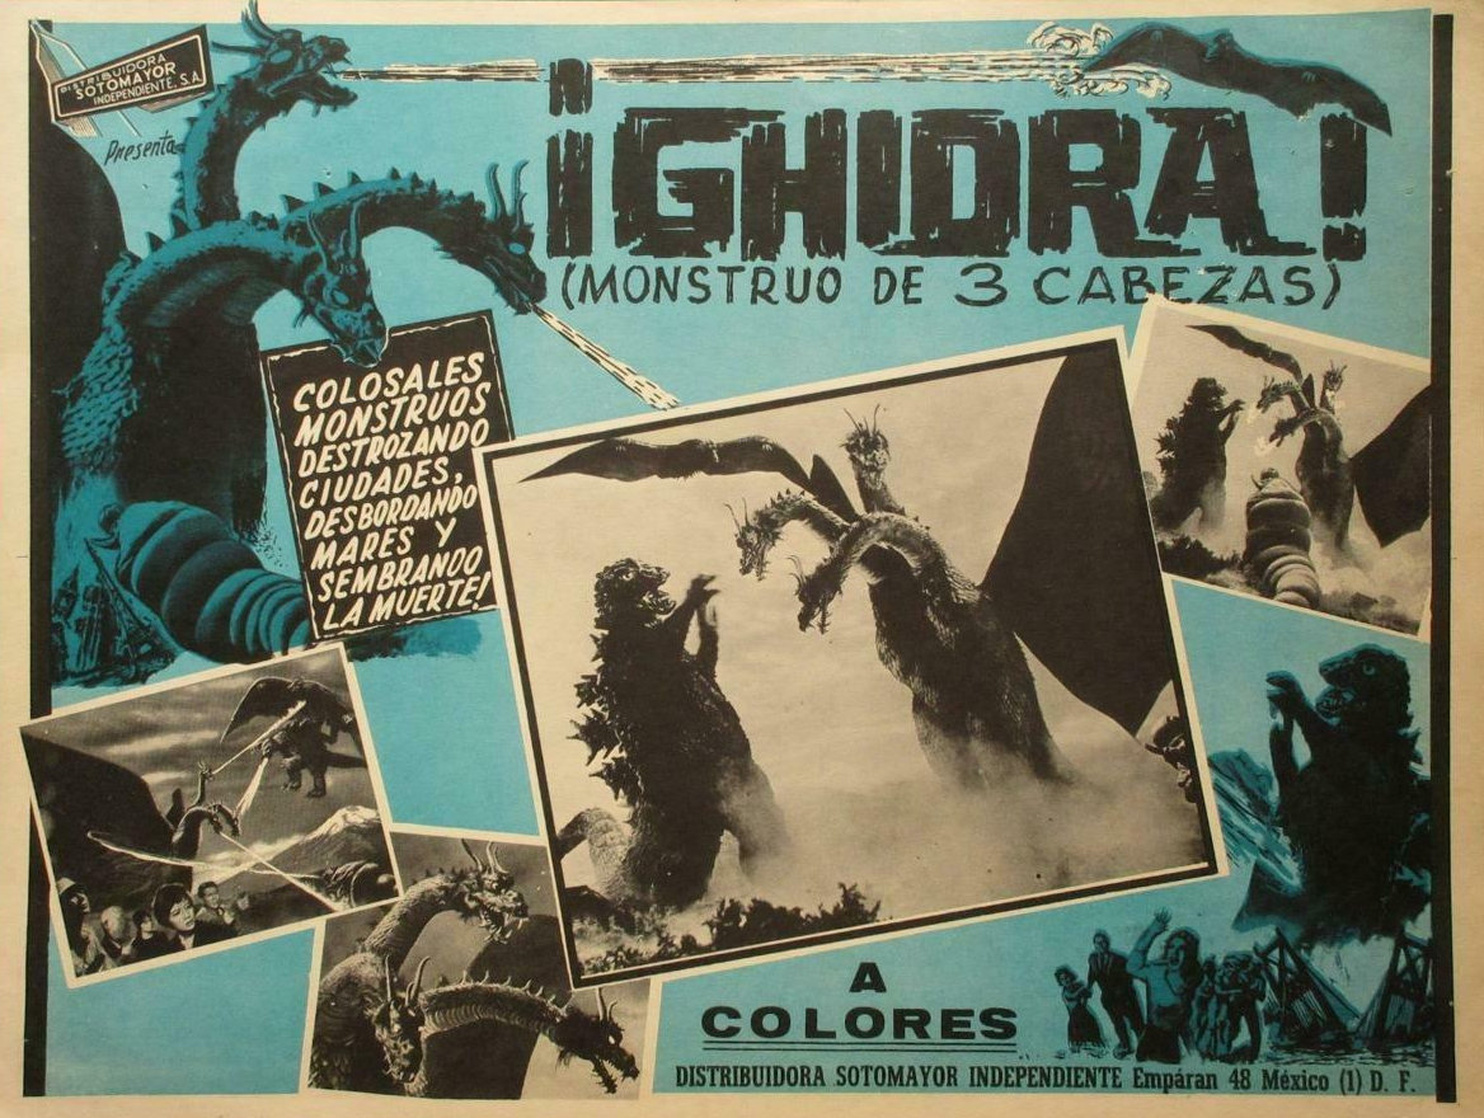 DISTRIBUIDORA
SOTOMAYOR
INDEPENDIENTE, S.A.
Presenta
¡GHIDRA!
(MONSTRUO DE 3 CABEZAS)
COLOSALES
MONSTRUOS
DESTROZANDO
CIUDADES,
DESBORDANDO
MARES Y
SEMBRANDO
LA MUERTE!
A
COLORES
DISTRIBUIDORA SOTOMAYOR INDEPENDIENTE Empáran 48 México (1) D. F.